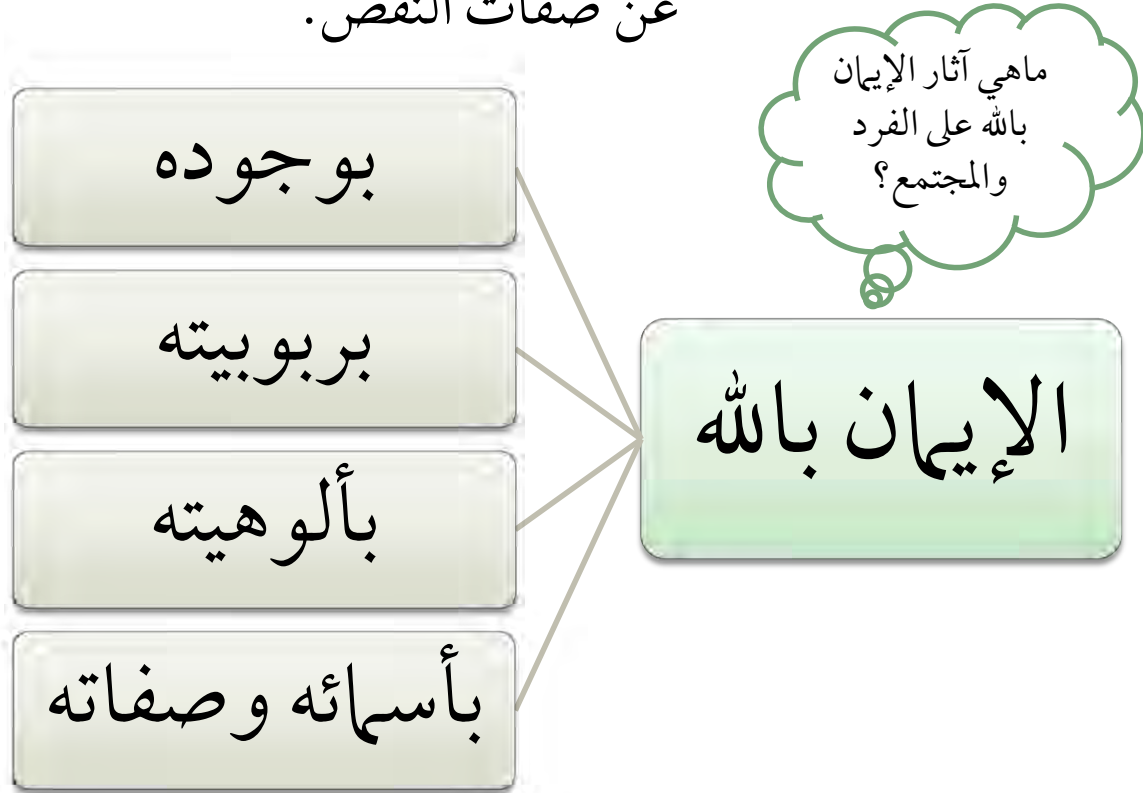 عن صفات النقص.
ماهي آثار الإيمان
بالله على الفرد
والمجتمع؟
الإيمان بالله
بوجوده
بربوبيته
بألوهيته
بأسمائه وصفاته